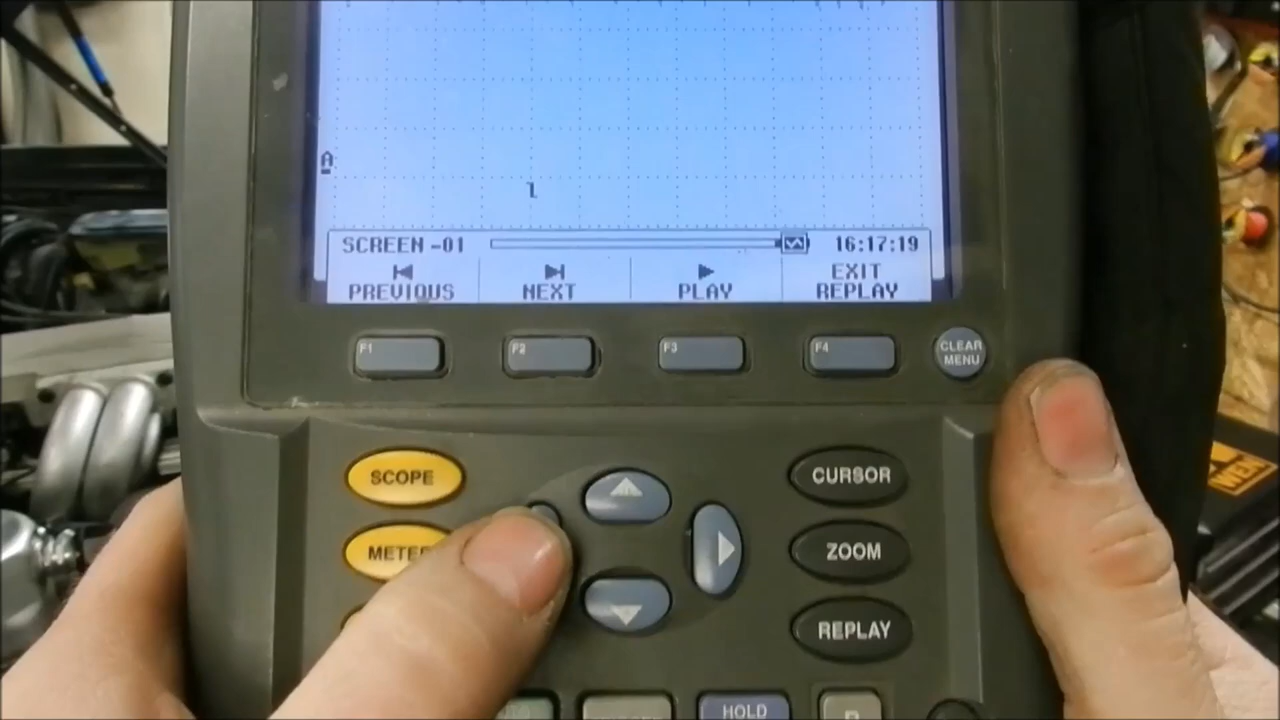 A
1
SCREEN -01 16:17:19
PREVIOUS NEXT PLAY EXIT REPLAY
F1 F2 F3 F4 CLEAR MENU
SCOPE CURSOR
METER ZOOM
REPLAY
HOLD